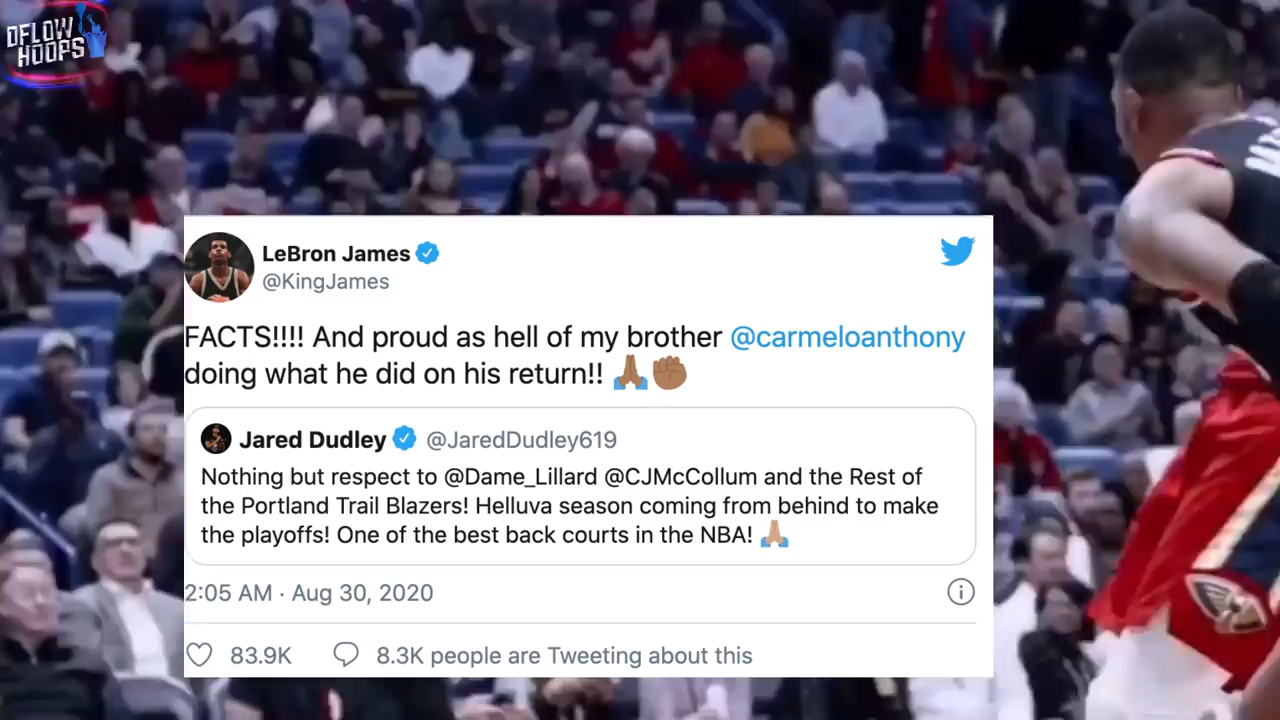 DFLOW
HOOPS
LeBron James
@KingJames
FACTS!!!! And proud as hell of my brother @carmeloanthony
doing what he did on his return!! 🙏🏾✊🏾
Jared Dudley @JaredDudley619
Nothing but respect to @Dame_Lillard @CJMcCollum and the Rest of
the Portland Trail Blazers! Helluva season coming from behind to make
the playoffs! One of the best back courts in the NBA! 🙏🏼
2:05 AM · Aug 30, 2020
83.9K 8.3K people are Tweeting about this